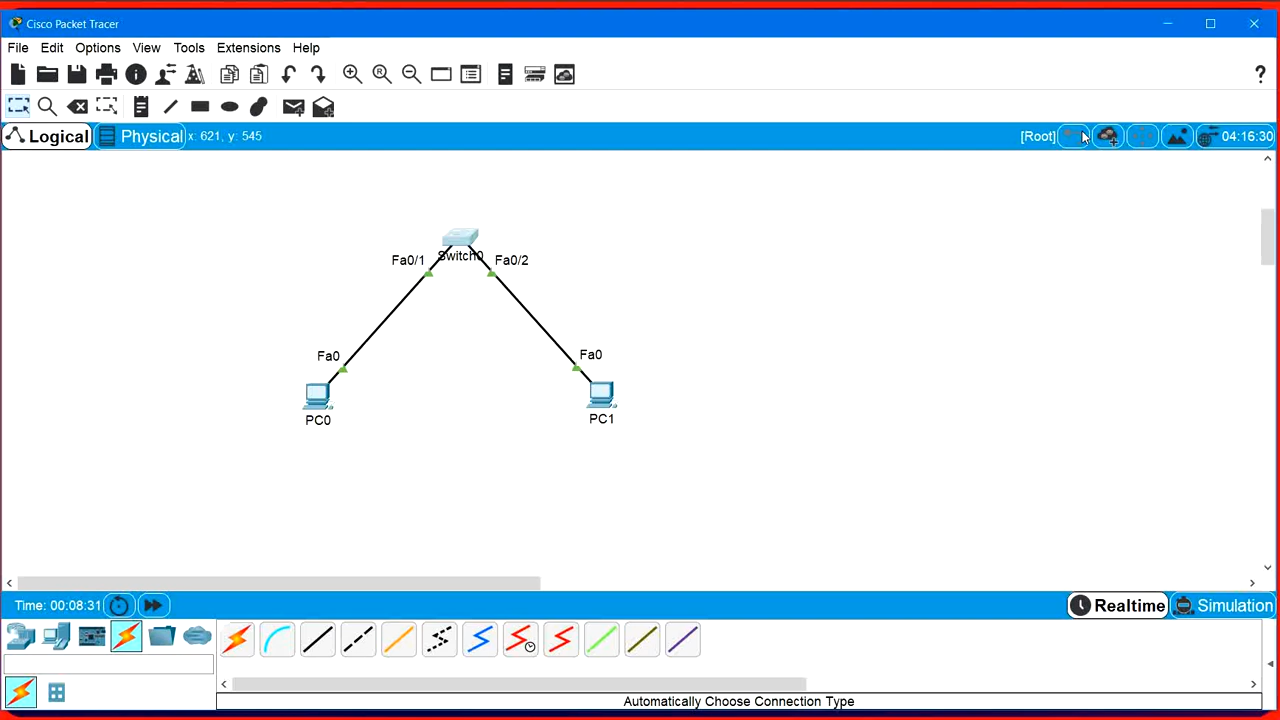 Cisco Packet Tracer
File Edit Options View Tools Extensions Help
Logical Physical x: 621, y: 545 [Root] 04:16:30
Switch0
Fa0/1 Fa0/2
Fa0 Fa0
PC0 PC1
Time: 00:08:31 Realtime Simulation
Automatically Choose Connection Type